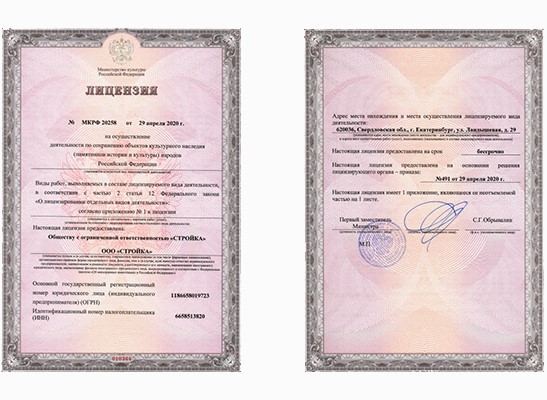 Министерство культуры
Российской Федерации
ЛИЦЕНЗИЯ
№ МКРФ 20258 от 29 апреля 2020 г.
на осуществление
деятельности по сохранению объектов культурного наследия
(памятников истории и культуры) народов
Российской Федерации
Виды работ, выполняемых в составе лицензируемого вида деятельности,
в соответствии с частью 2 статьи 12 Федерального закона
«О лицензировании отдельных видов деятельности»:
согласно приложению № 1 к лицензии
Настоящая лицензия предоставлена:
Обществу с ограниченной ответственностью «СТРОЙКА»
ООО «СТРОЙКА»
Основной государственный регистрационный
номер юридического лица (индивидуального
предпринимателя) (ОГРН) 1186658019723
Идентификационный номер налогоплательщика
(ИНН) 6658513820
010366
Адрес места нахождения и места осуществления лицензируемого вида
деятельности:
620036, Свердловская обл., г. Екатеринбург, ул. Ландышевая, д. 29
Настоящая лицензия предоставлена на срок бессрочно
Настоящая лицензия предоставлена на основании решения
лицензирующего органа – приказа:
№491 от 29 апреля 2020 г.
Настоящая лицензия имеет 1 приложение, являющееся ее неотъемлемой
частью на 1 листе.
Первый заместитель С.Г.Обрывалин
Министра
М.П.